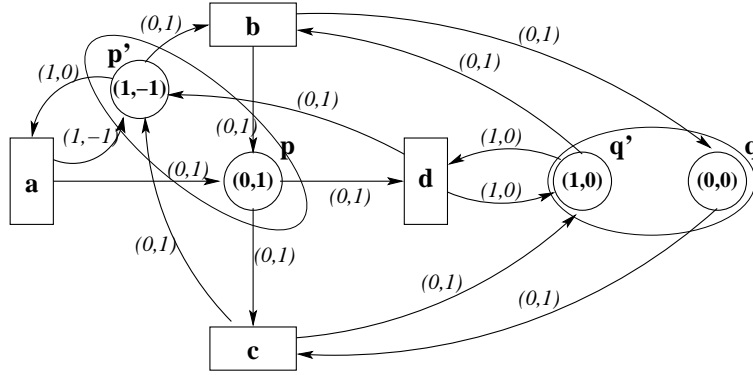 (0,1)
b
(0,1)
p'
(1,0)
(1,–1)
(0,1)
(0,1)
(1,–1)
(0,1)
p
(1,0)
q'
q
(0,1)
a
(0,1)
(0,1)
d
(1,0)
(1,0)
(0,0)
(0,1)
(0,1)
(0,1)
(0,1)
c